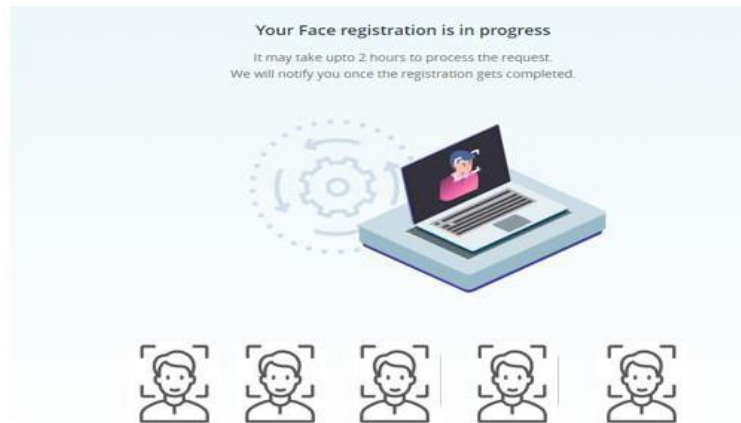 Your Face registration is in progress
It may take upto 2 hours to process the request.
We will notify you once the registration gets completed.